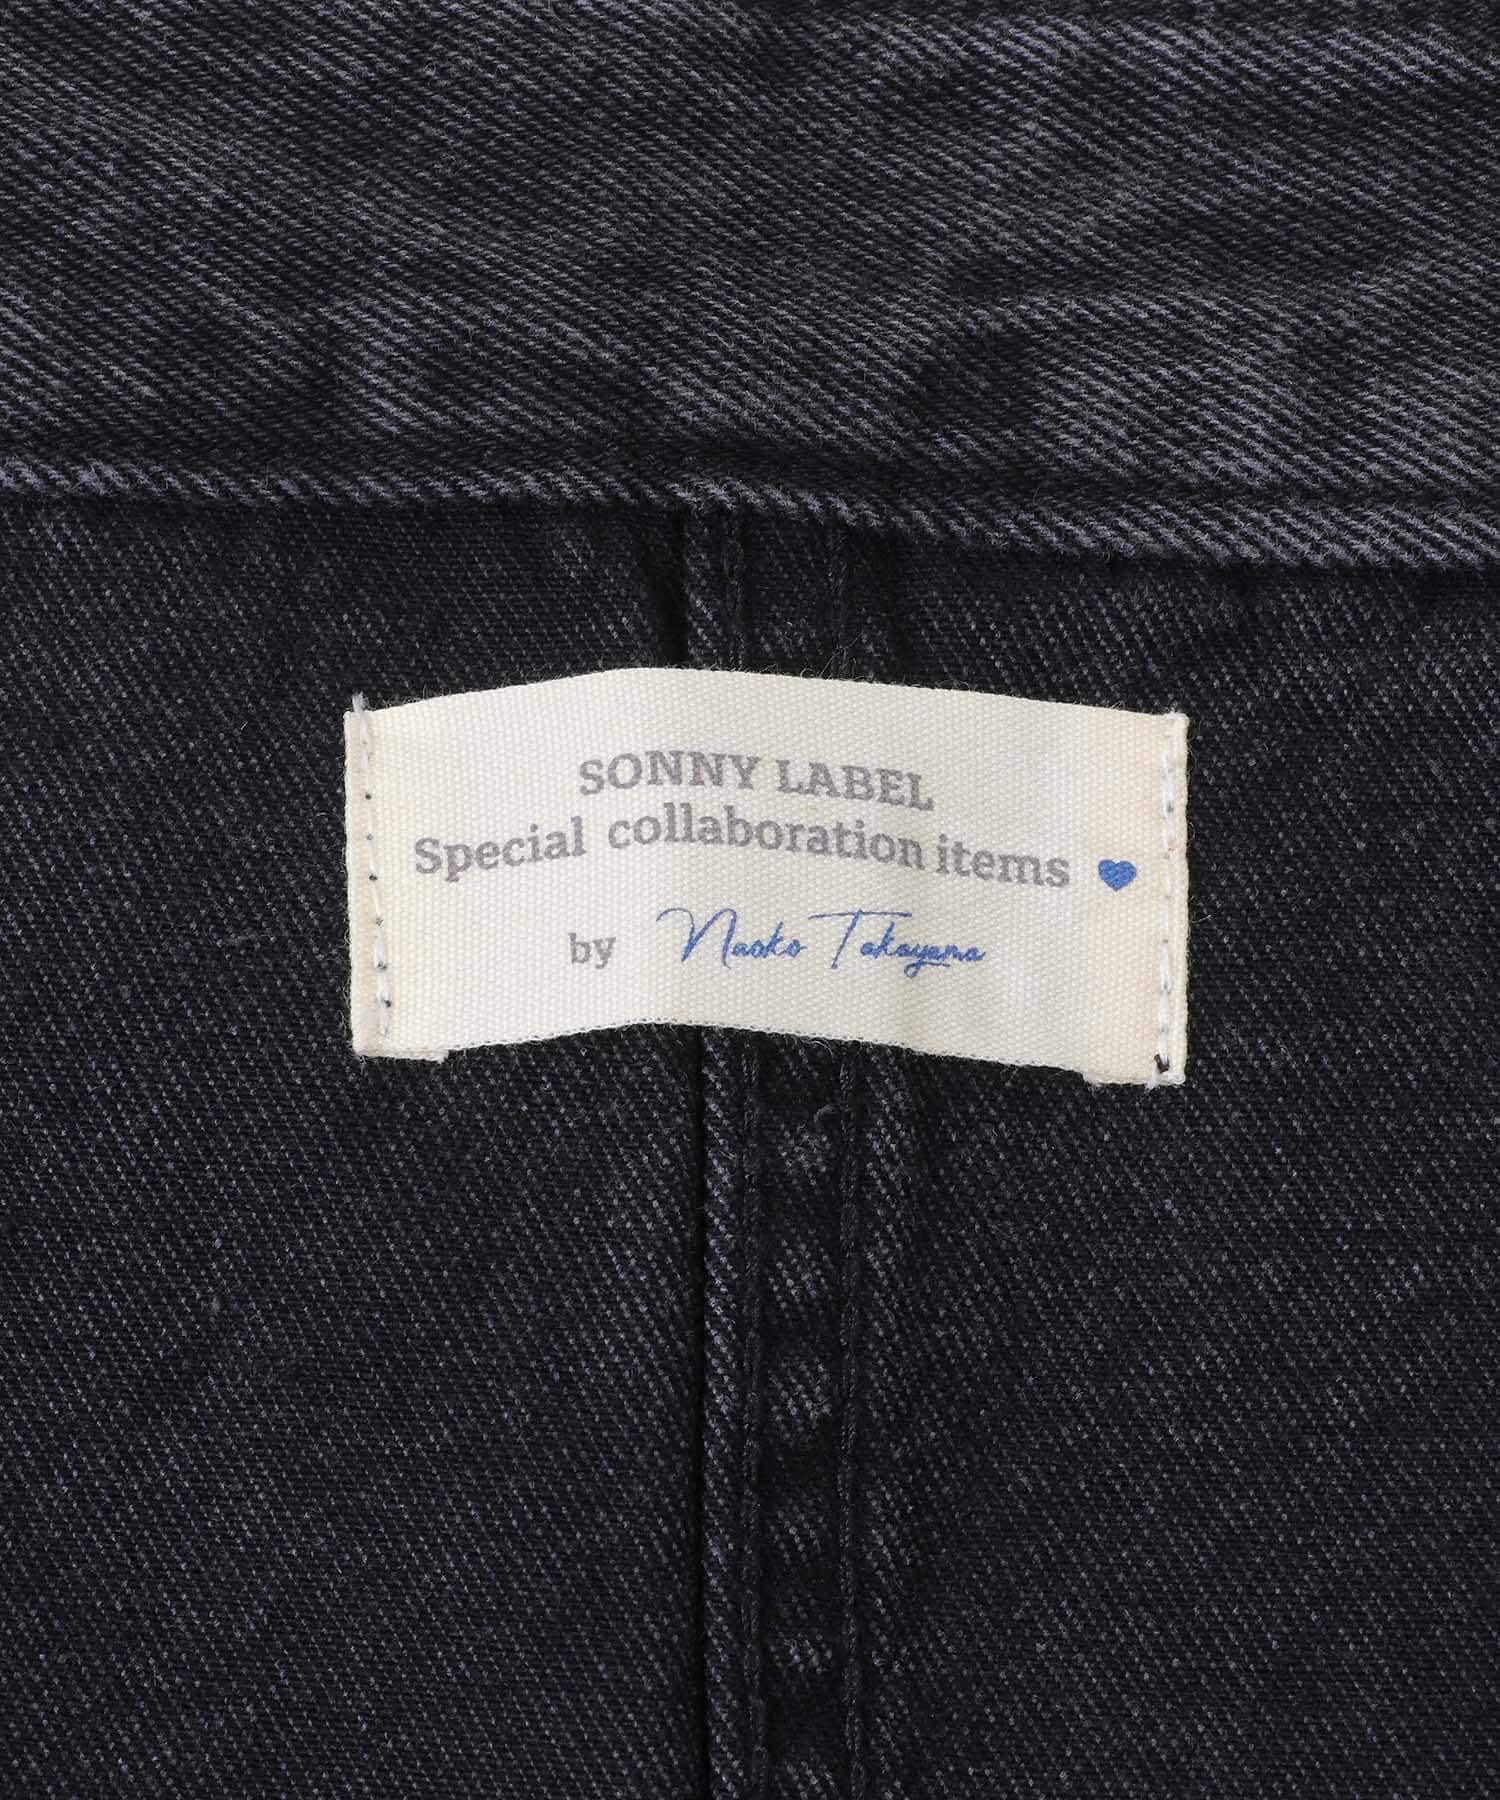 SONNY LABEL
Special collaboration items
by Naoko Takayama